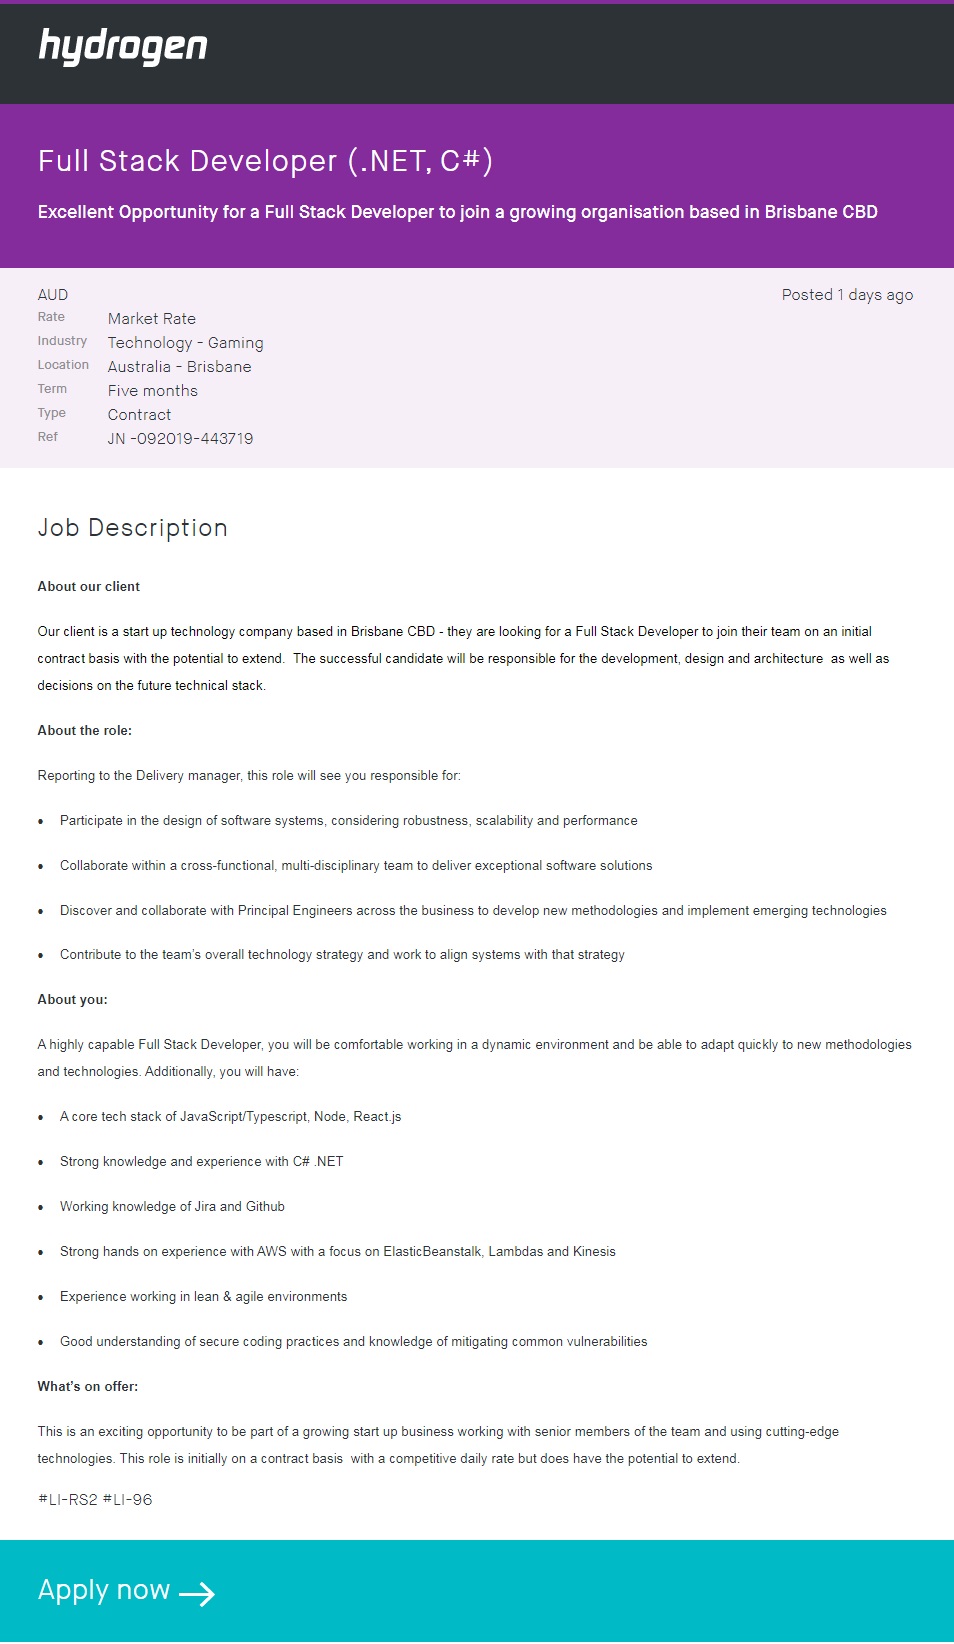 hydrogen
Full Stack Developer (.NET, C#)
Excellent Opportunity for a Full Stack Developer to join a growing organisation based in Brisbane CBD
AUD Posted 1 days ago
Rate Market Rate
Industry Technology - Gaming
Location Australia - Brisbane
Term Five months
Type Contract
Ref JN -092019-443719
Job Description
About our client
Our client is a start up technology company based in Brisbane CBD - they are looking for a Full Stack Developer to join their team on an initial
contract basis with the potential to extend.  The successful candidate will be responsible for the development, design and architecture  as well as
decisions on the future technical stack.
About the role:
Reporting to the Delivery manager, this role will see you responsible for:
• Participate in the design of software systems, considering robustness, scalability and performance
• Collaborate within a cross-functional, multi-disciplinary team to deliver exceptional software solutions
• Discover and collaborate with Principal Engineers across the business to develop new methodologies and implement emerging technologies
• Contribute to the team’s overall technology strategy and work to align systems with that strategy
About you:
A highly capable Full Stack Developer, you will be comfortable working in a dynamic environment and be able to adapt quickly to new methodologies
and technologies. Additionally, you will have:
• A core tech stack of JavaScript/Typescript, Node, React.js
• Strong knowledge and experience with C# .NET
• Working knowledge of Jira and Github
• Strong hands on experience with AWS with a focus on ElasticBeanstalk, Lambdas and Kinesis
• Experience working in lean & agile environments
• Good understanding of secure coding practices and knowledge of mitigating common vulnerabilities
What’s on offer:
This is an exciting opportunity to be part of a growing start up business working with senior members of the team and using cutting-edge
technologies. This role is initially on a contract basis  with a competitive daily rate but does have the potential to extend.
#LI-RS2 #LI-96
Apply now →